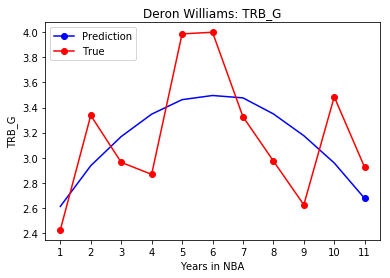 Deron Williams: TRB_G
Prediction
True
4.0
3.8
3.6
3.4
3.2
3.0
2.8
2.6
2.4
TRB_G
1 2 3 4 5 6 7 8 9 10 11
Years in NBA